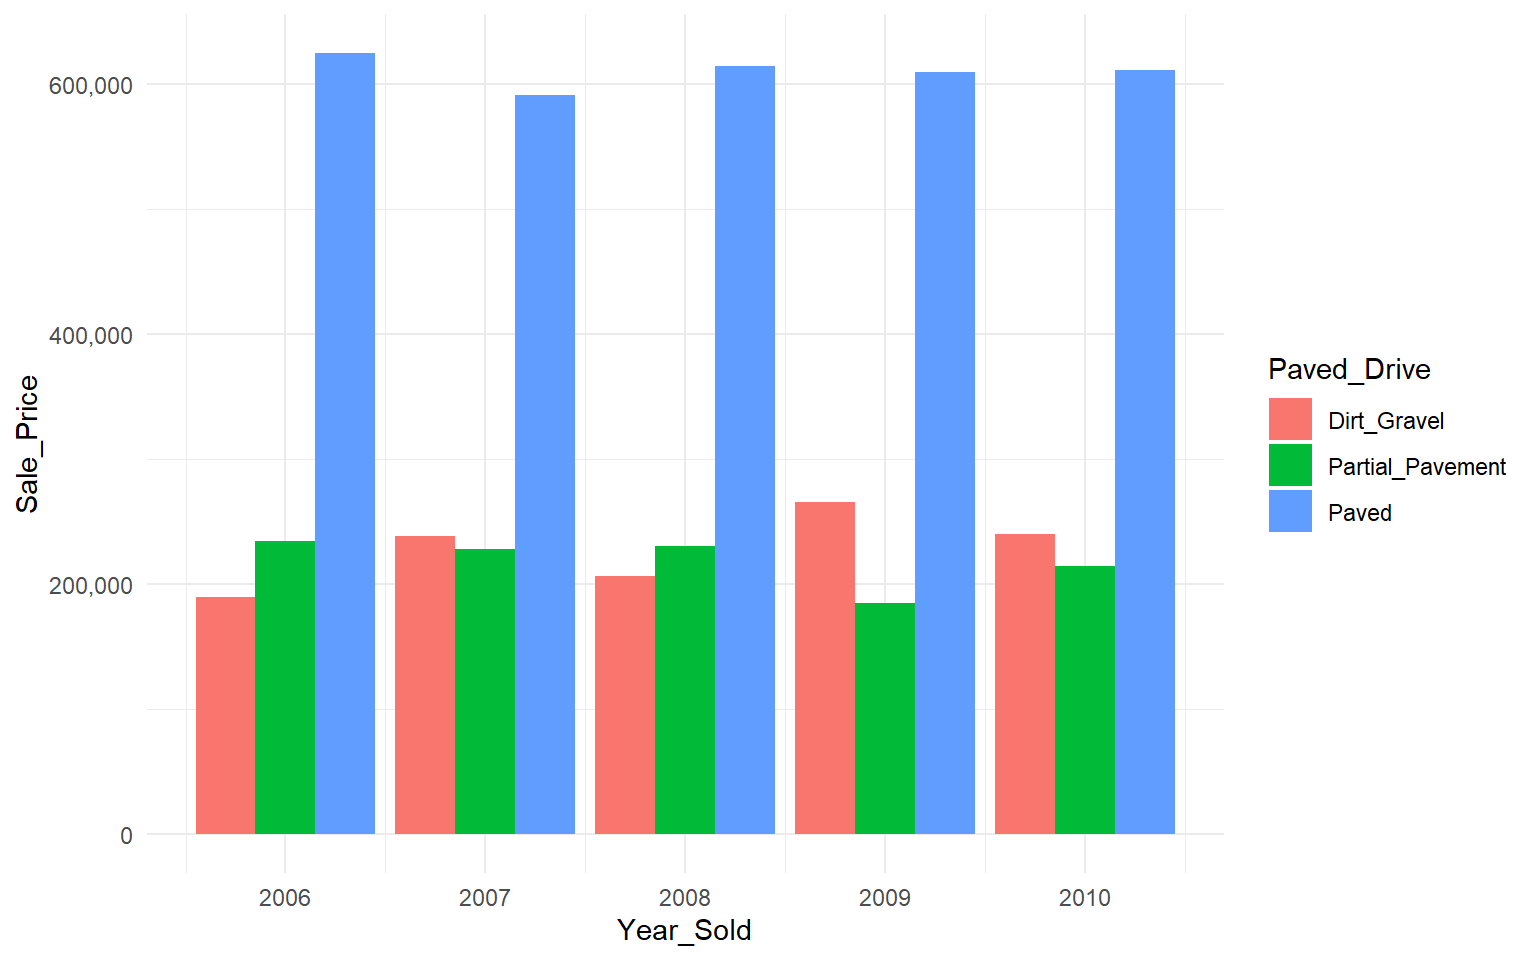 600,000
400,000
200,000
0
Sale_Price
2006 2007 2008 2009 2010
Year_Sold
Paved_Drive
Dirt_Gravel
Partial_Pavement
Paved